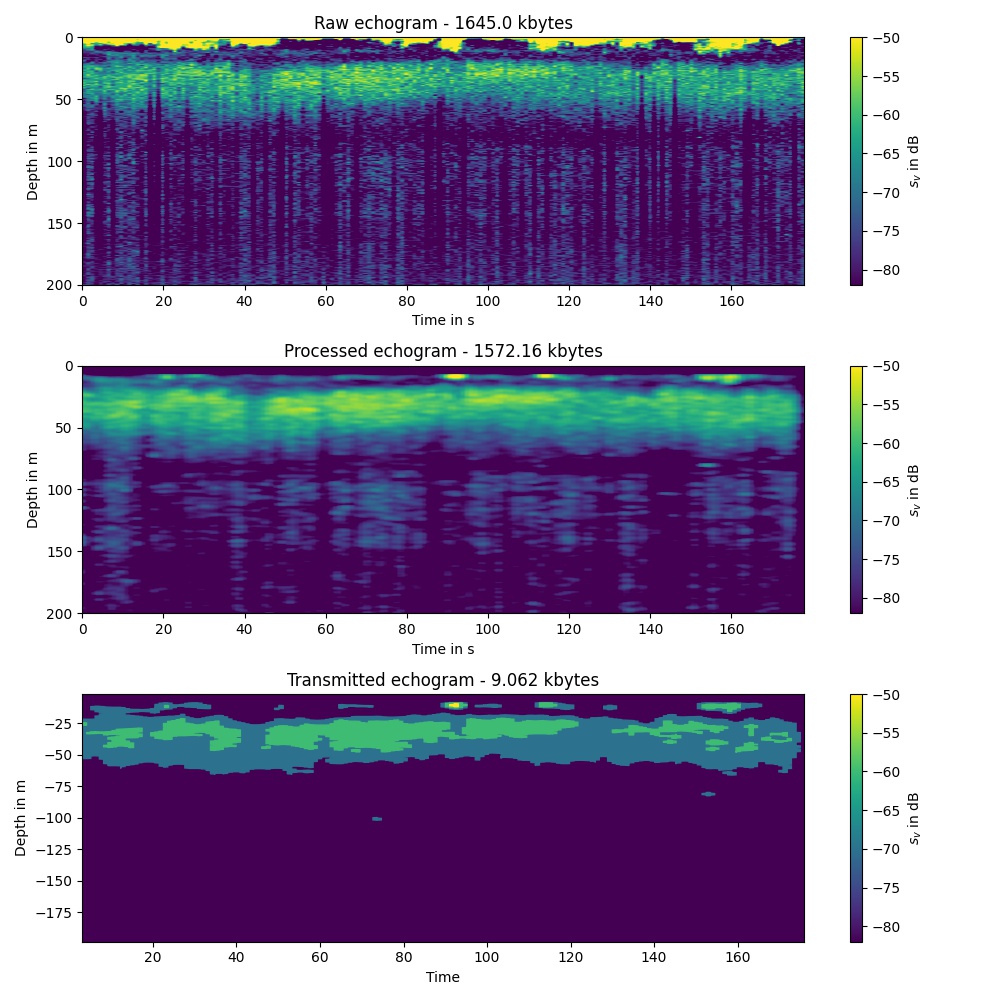 Raw echogram - 1645.0 kbytes
0
50
100
150
200
Depth in m
0 20 40 60 80 100 120 140 160
Time in s
−50
−55
−60
−65
−70
−75
−80
sᵥ in dB
Processed echogram - 1572.16 kbytes
0
50
100
150
200
Depth in m
0 20 40 60 80 100 120 140 160
Time in s
−50
−55
−60
−65
−70
−75
−80
sᵥ in dB
Transmitted echogram - 9.062 kbytes
−25
−50
−75
−100
−125
−150
−175
Depth in m
20 40 60 80 100 120 140 160
Time
−50
−55
−60
−65
−70
−75
−80
sᵥ in dB